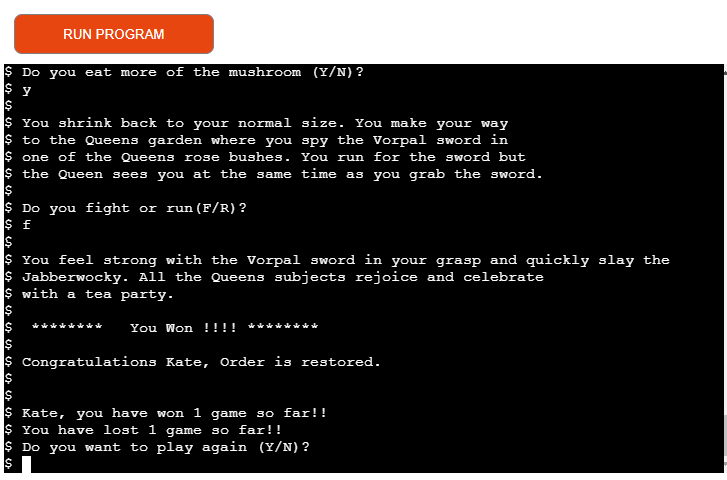 RUN PROGRAM
$ Do you eat more of the mushroom (Y/N)?
$ y
$
$ You shrink back to your normal size. You make your way
$ to the Queens garden where you spy the Vorpal sword in
$ one of the Queens rose bushes. You run for the sword but
$ the Queen sees you at the same time as you grab the sword.
$
$ Do you fight or run(F/R)?
$ f
$
$ You feel strong with the Vorpal sword in your grasp and quickly slay the
$ Jabberwocky. All the Queens subjects rejoice and celebrate
$ with a tea party.
$
$ ******** You Won !!!! ********
$
$ Congratulations Kate, Order is restored.
$
$
$ Kate, you have won 1 game so far!!
$ You have lost 1 game so far!!
$ Do you want to play again (Y/N)?
$